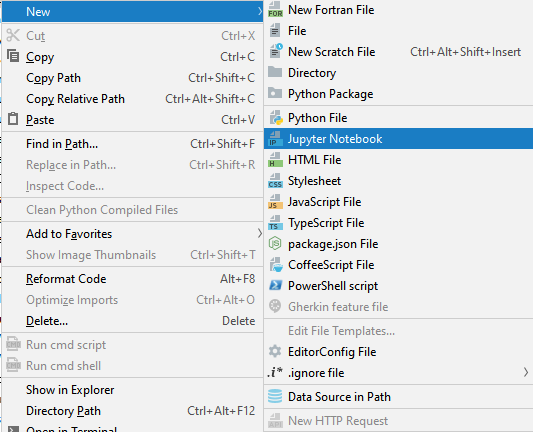 New
Cut Ctrl+X
Copy Ctrl+C
Copy Path Ctrl+Shift+C
Copy Relative Path Ctrl+Alt+Shift+C
Paste Ctrl+V
Find in Path... Ctrl+Shift+F
Replace in Path... Ctrl+Shift+R
Inspect Code...
Clean Python Compiled Files
Add to Favorites
Show Image Thumbnails Ctrl+Shift+T
Reformat Code Alt+F8
Optimize Imports Ctrl+Alt+O
Delete... Delete
Run cmd script
Run cmd shell
Show in Explorer
Directory Path Ctrl+Alt+F12
Open in Terminal
FOR New Fortran File
File
New Scratch File Ctrl+Alt+Shift+Insert
Directory
Python Package
Python File
IP Jupyter Notebook
H HTML File
CSS Stylesheet
JS JavaScript File
TS TypeScript File
package.json File
CoffeeScript File
PowerShell script
Gherkin feature file
Edit File Templates...
EditorConfig File
.i* .ignore file
Data Source in Path
API New HTTP Request